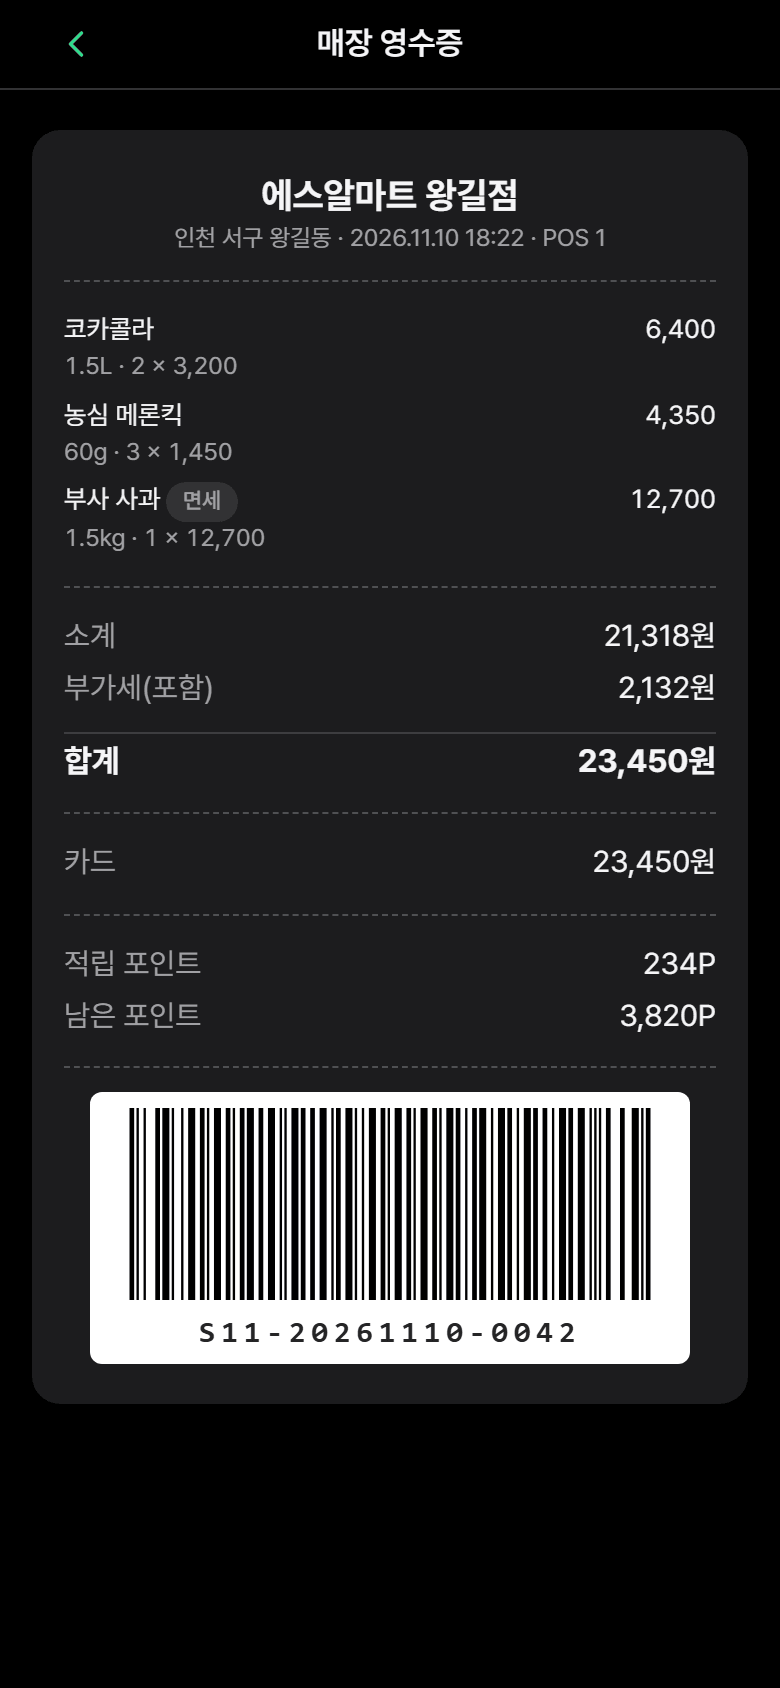 매장 영수증
에스알마트 왕길점
인천 서구 왕길동 · 2026.11.10 18:22 · POS 1
코카콜라 6,400
1.5L · 2 × 3,200
농심 메론킥 4,350
60g · 3 × 1,450
부사 사과 면세 12,700
1.5kg · 1 × 12,700
소계 21,318원
부가세(포함) 2,132원
합계 23,450원
카드 23,450원
적립 포인트 234P
남은 포인트 3,820P
S11-20261110-0042